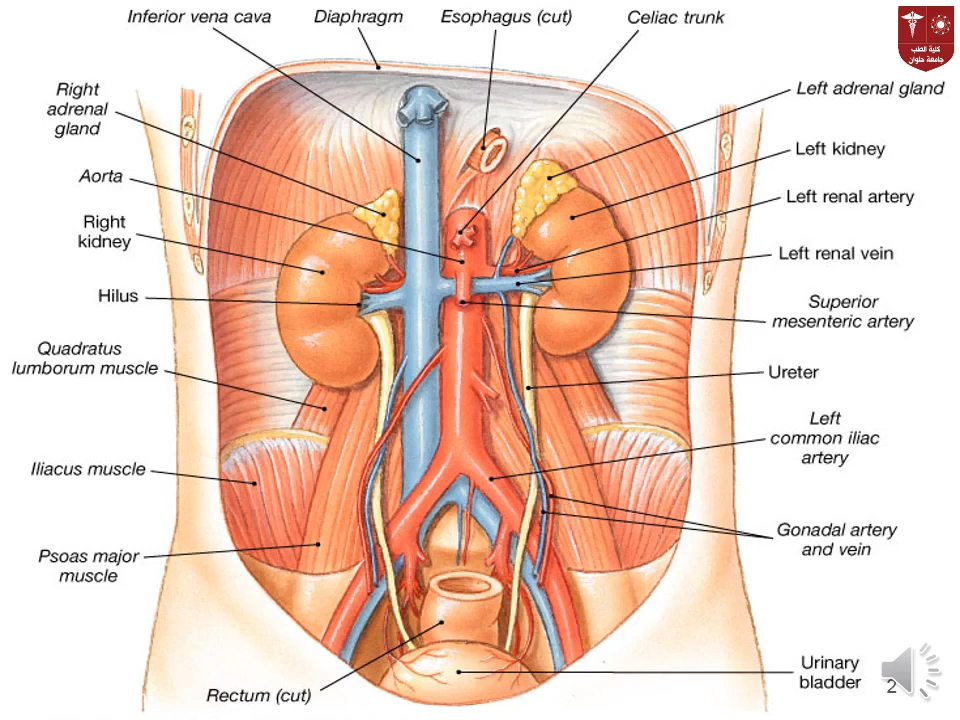 Inferior vena cava
Diaphragm
Esophagus (cut)
Celiac trunk
كلية الطب
جامعة حلوان
Right
adrenal
gland
Left adrenal gland
Left kidney
Aorta
Left renal artery
Right
kidney
Left renal vein
Hilus
Superior
mesenteric artery
Quadratus
lumborum muscle
Ureter
Left
common iliac
artery
Iliacus muscle
Gonadal artery
and vein
Psoas major
muscle
Urinary
bladder
2
Rectum (cut)